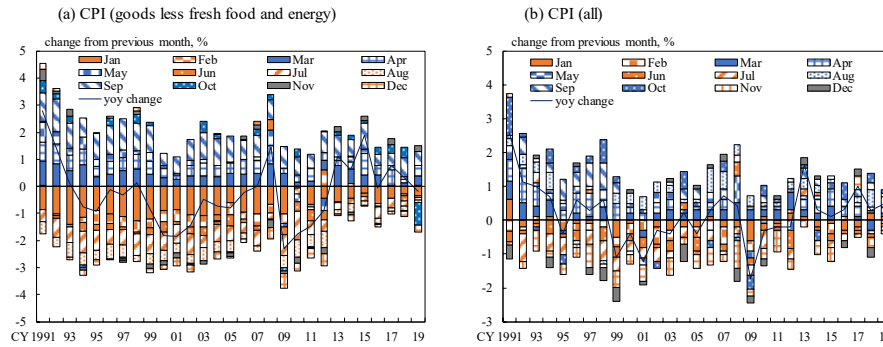 (a) CPI (goods less fresh food and energy)
change from previous month, %
Jan Feb Mar Apr
May Jun Jul Aug
Sep Oct Nov Dec
yoy change
5
4
3
2
1
0
-1
-2
-3
-4
-5
CY 1991 93 95 97 99 01 03 05 07 09 11 13 15 17 19
(b) CPI (all)
change from previous month, %
Jan Feb Mar Apr
May Jun Jul Aug
Sep Oct Nov Dec
yoy change
5
4
3
2
1
0
-1
-2
-3
CY 1991 93 95 97 99 01 03 05 07 09 11 13 15 17